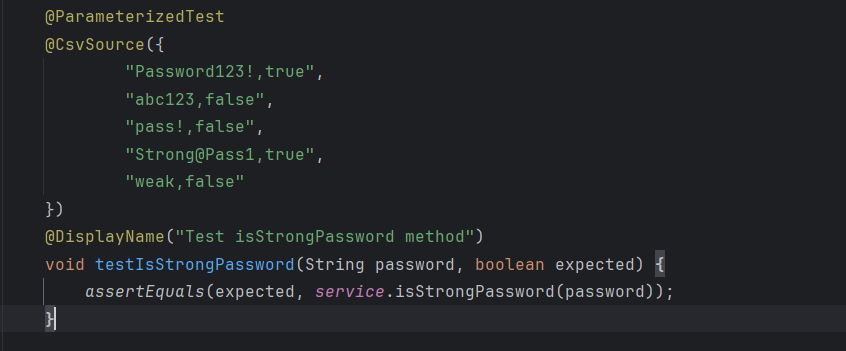 @ParameterizedTest
@CsvSource({
"Password123!,true",
"abc123,false",
"pass!,false",
"Strong@Pass1,true",
"weak,false"
})
@DisplayName("Test isStrongPassword method")
void testIsStrongPassword(String password, boolean expected) {
assertEquals(expected, service.isStrongPassword(password));
}